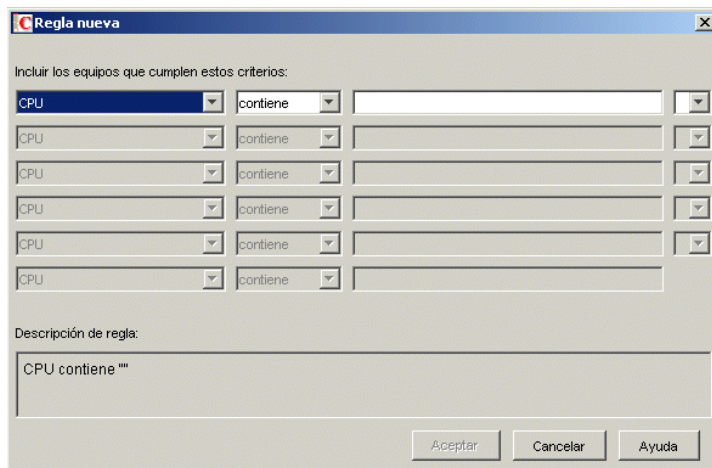 Regla nueva
Incluir los equipos que cumplen estos criterios:
CPU contiene
CPU contiene
CPU contiene
CPU contiene
CPU contiene
CPU contiene
Descripción de regla:
CPU contiene ""
Aceptar Cancelar Ayuda